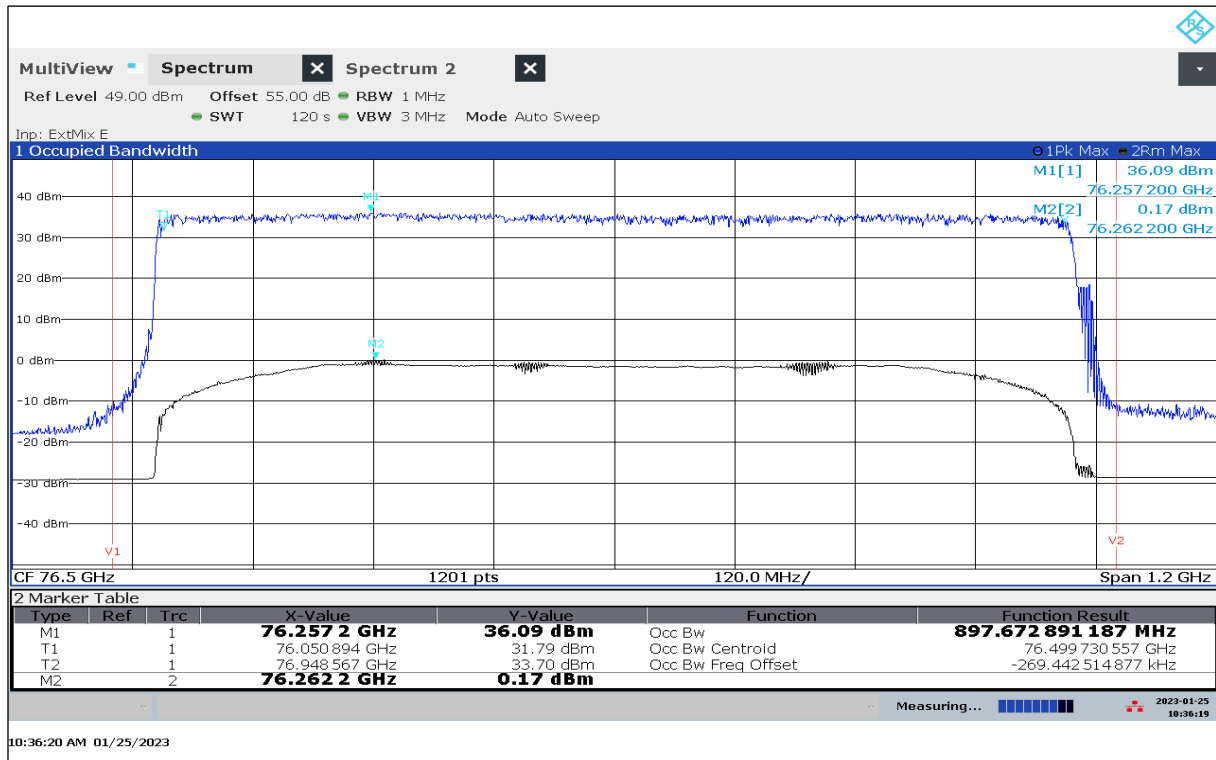 R&S
MultiView Spectrum X Spectrum 2 X
Ref Level 49.00 dBm Offset 55.00 dB RBW 1 MHz
SWT 120 s VBW 3 MHz Mode Auto Sweep
Inp: ExtMix E
1 Occupied Bandwidth 1Pk Max 2Rm Max
M1[1] 36.09 dBm
76.257 200 GHz
M2[2] 0.17 dBm
76.262 200 GHz
40 dBm
M1
T1
30 dBm
20 dBm
10 dBm
M2
0 dBm
-10 dBm
-20 dBm
-30 dBm
-40 dBm
V1 V2
CF 76.5 GHz 1201 pts 120.0 MHz/ Span 1.2 GHz
2 Marker Table
Type Ref Trc X-Value Y-Value Function Function Result
M1 1 76.257 2 GHz 36.09 dBm Occ Bw 897.672 891 187 MHz
T1 1 76.050 894 GHz 31.79 dBm Occ Bw Centroid 76.499 730 557 GHz
T2 1 76.948 567 GHz 33.70 dBm Occ Bw Freq Offset -269.442 514 877 kHz
M2 2 76.262 2 GHz 0.17 dBm
Measuring... 2023-01-25
10:36:19
10:36:20 AM 01/25/2023